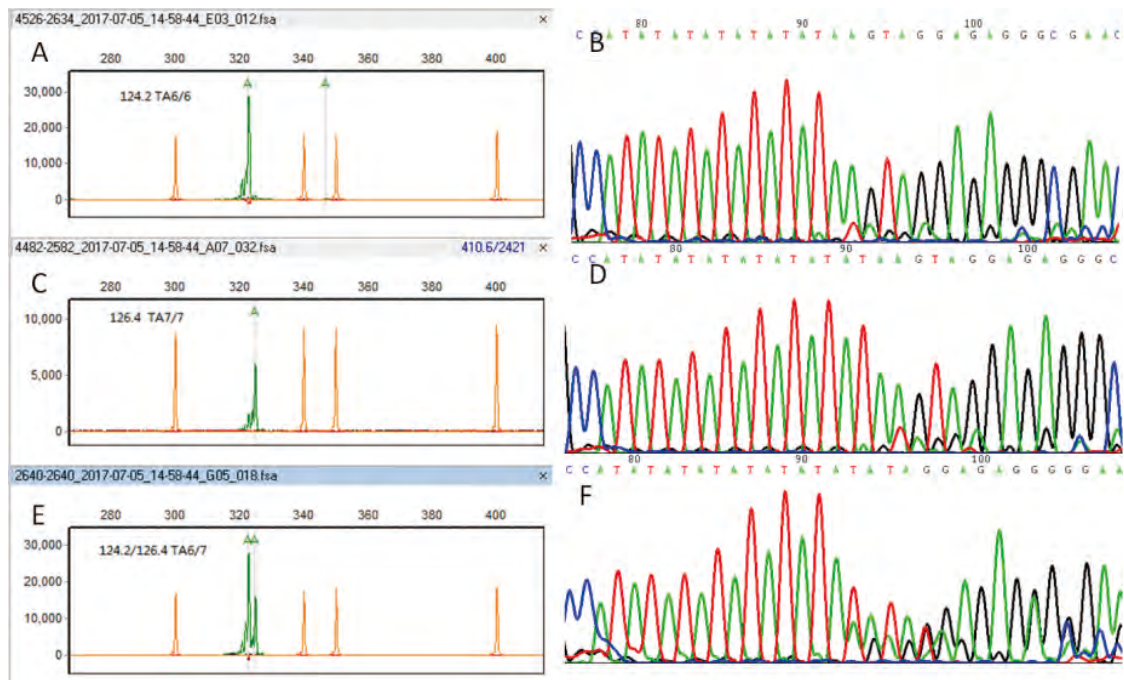 4526-2634_2017-07-05_14-58-44_E03_012.fsa ×
A
280 300 320 340 360 380 400
30,000
20,000
10,000
0
124.2 TA6/6
B
80 90 100
C C A T A T A T A T A T A T A T A A G T A G G A G A G G G C G A A C
4482-2582_2017-07-05_14-58-44_A07_032.fsa 410.6/2421 ×
C
280 300 320 340 360 380 400
10,000
5,000
0
126.4 TA7/7
D
80 90 100
C C A T A T A T A T A T A T A T A T A A G T A G G A G A G G G C
2640-2640_2017-07-05_14-58-44_G05_018.fsa ×
E
280 300 320 340 360 380 400
30,000
20,000
10,000
0
124.2/126.4 TA6/7
F
80 90 100
C C A T A T A T A T A T A T A T A T A T A G G A G A G G G G G A A